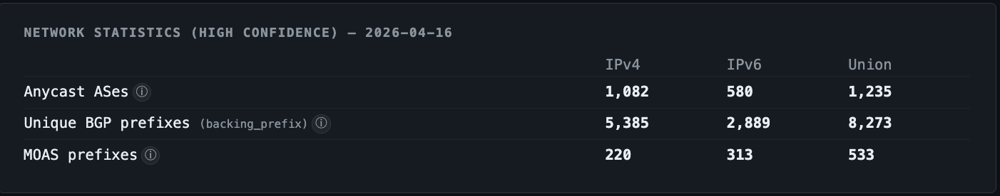 NETWORK STATISTICS (HIGH CONFIDENCE) — 2026-04-16
IPv4 IPv6 Union
Anycast ASes ⓘ 1,082 580 1,235
Unique BGP prefixes (backing_prefix) ⓘ 5,385 2,889 8,273
MOAS prefixes ⓘ 220 313 533